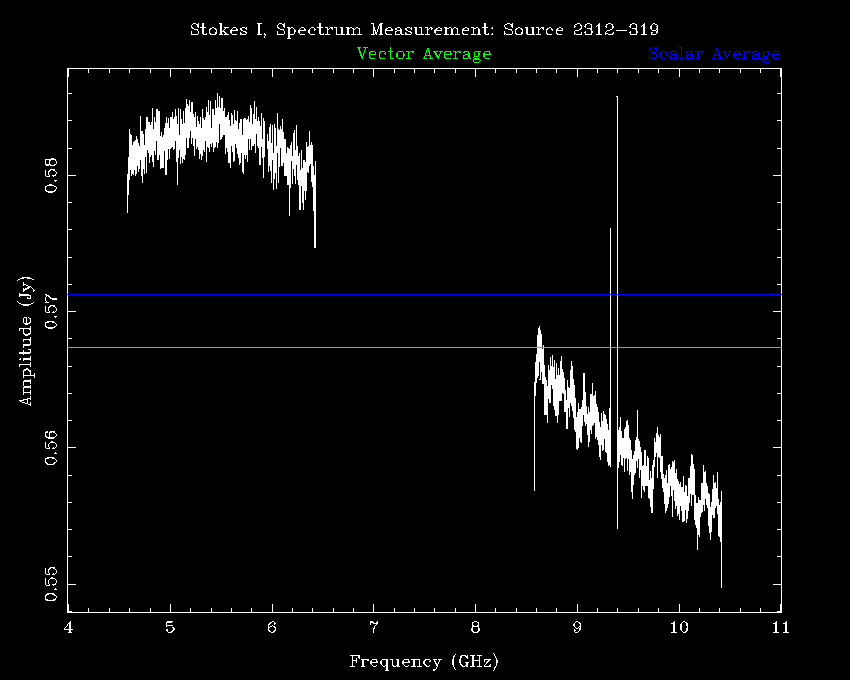 Stokes I, Spectrum Measurement: Source 2312-319
Vector Average Scalar Average
0.58
0.57
0.56
0.55
Amplitude (Jy)
4 5 6 7 8 9 10 11
Frequency (GHz)